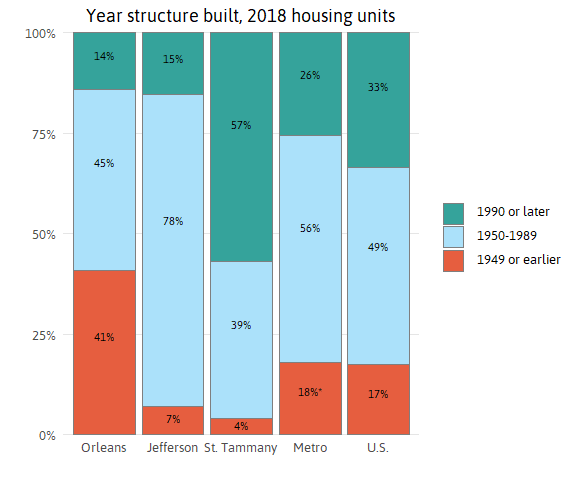 Year structure built, 2018 housing units
100%
75%
50%
25%
0%
14%
45%
41%
15%
78%
7%
57%
39%
4%
26%
56%
18%*
33%
49%
17%
Orleans
Jefferson
St. Tammany
Metro
U.S.
1990 or later
1950-1989
1949 or earlier